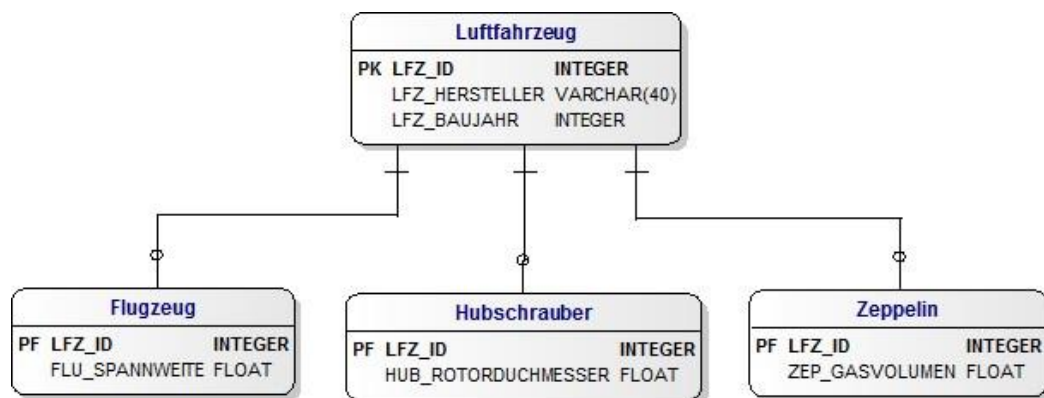 Luftfahrzeug
PK LFZ_ID INTEGER
LFZ_HERSTELLER VARCHAR(40)
LFZ_BAUJAHR INTEGER
Flugzeug
PF LFZ_ID INTEGER
FLU_SPANNWEITE FLOAT
Hubschrauber
PF LFZ_ID INTEGER
HUB_ROTORDUCHMESSER FLOAT
Zeppelin
PF LFZ_ID INTEGER
ZEP_GASVOLUMEN FLOAT